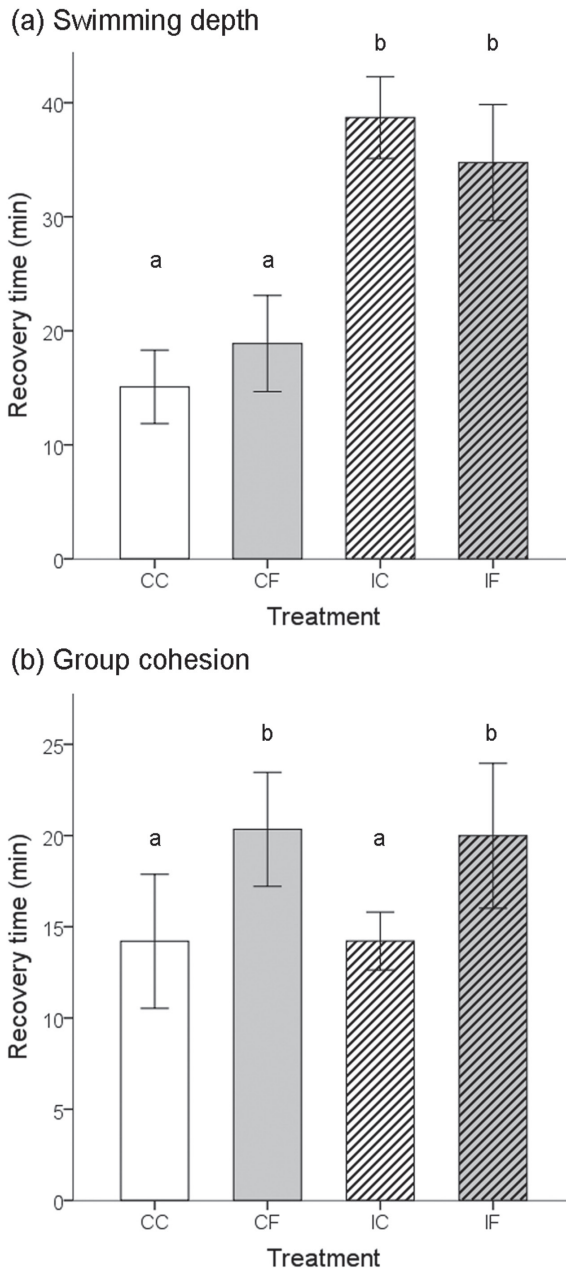 (a) Swimming depth
b b
40
30
a a
20
10
0
Recovery time (min)
CC CF IC IF
Treatment
(b) Group cohesion
b b
25
20
a a
15
10
5
0
Recovery time (min)
CC CF IC IF
Treatment